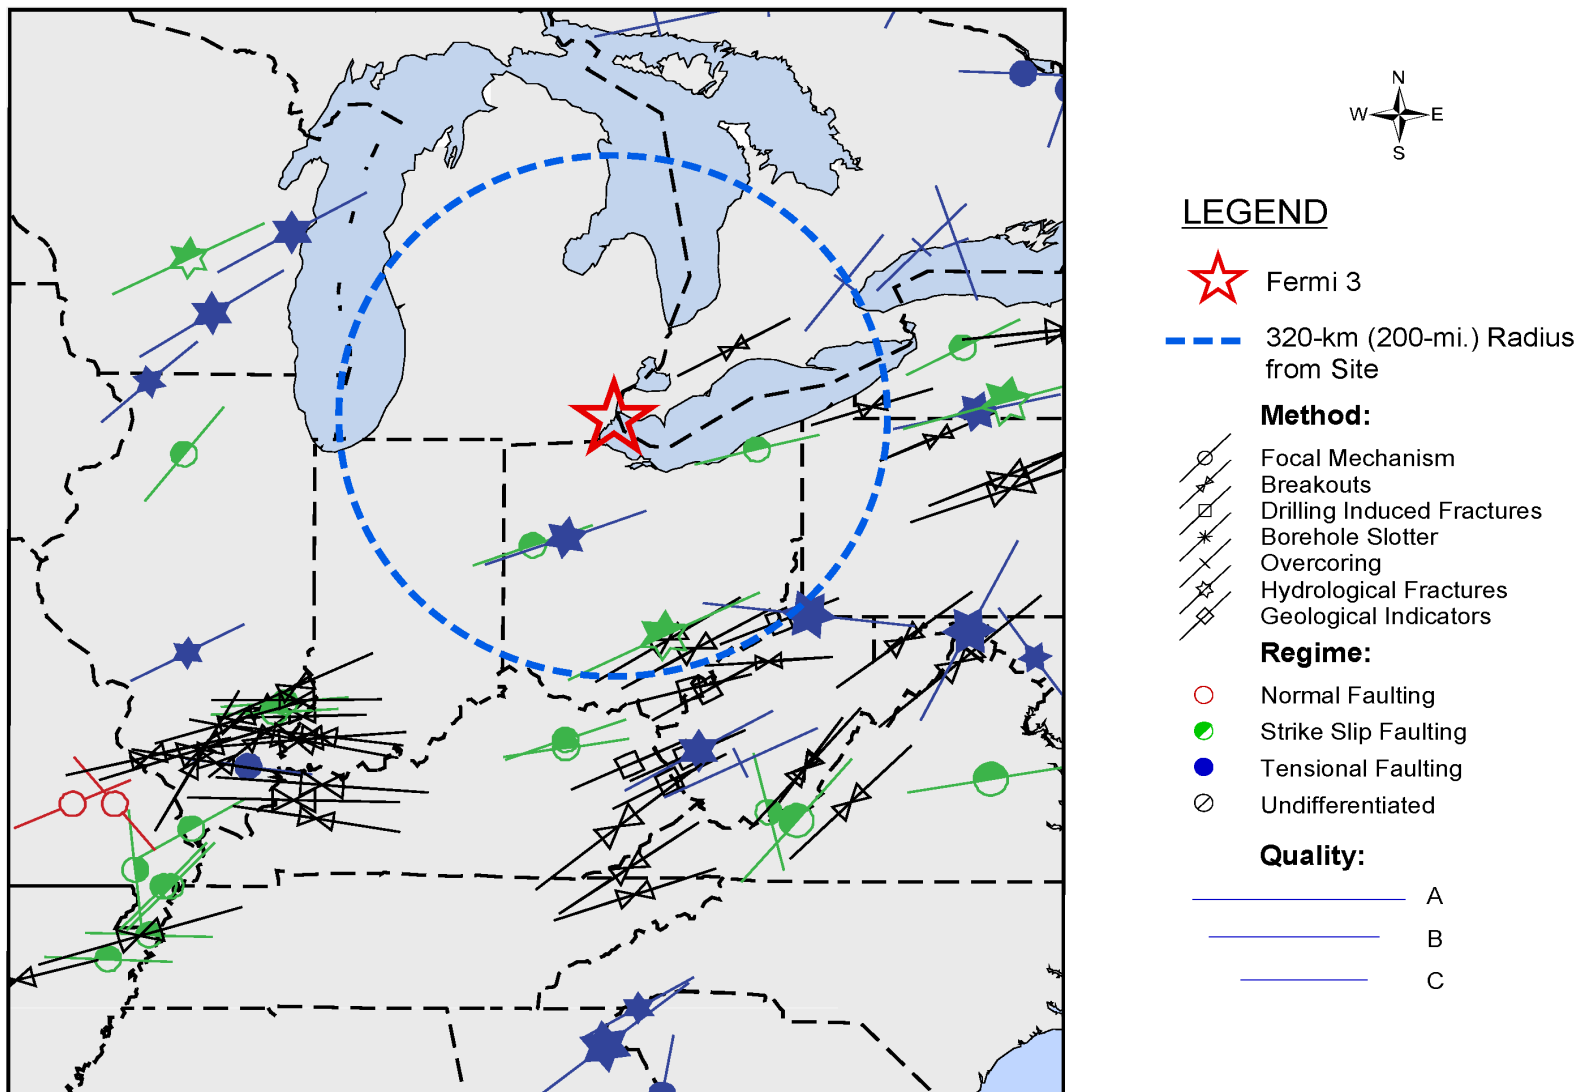 N
W E
S
LEGEND
Fermi 3
320-km (200-mi.) Radius
from Site
Method:
Focal Mechanism
Breakouts
Drilling Induced Fractures
Borehole Slotter
Overcoring
Hydrological Fractures
Geological Indicators
Regime:
Normal Faulting
Strike Slip Faulting
Tensional Faulting
Undifferentiated
Quality:
A
B
C